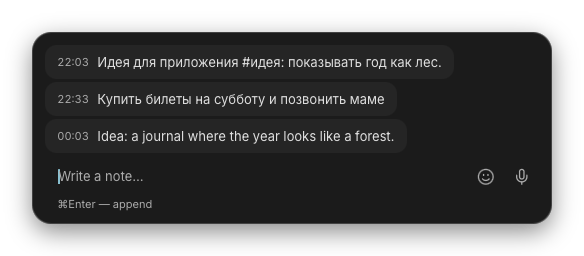 22:03 Идея для приложения #идея: показывать год как лес.
22:33 Купить билеты на субботу и позвонить маме
00:03 Idea: a journal where the year looks like a forest.
Write a note...
⌘Enter — append